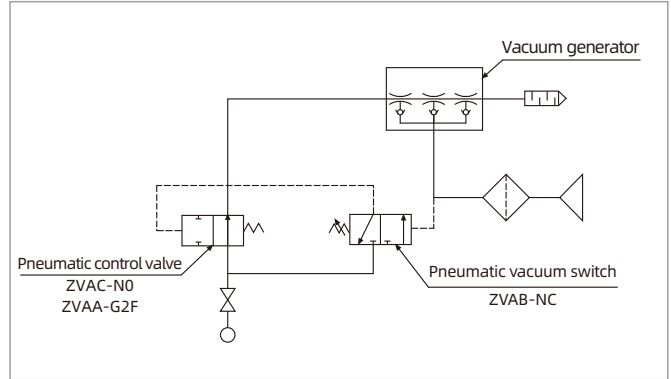 Vacuum generator
Pneumatic control valve
ZVAC-N0
ZVAA-G2F
Pneumatic vacuum switch
ZVAB-NC